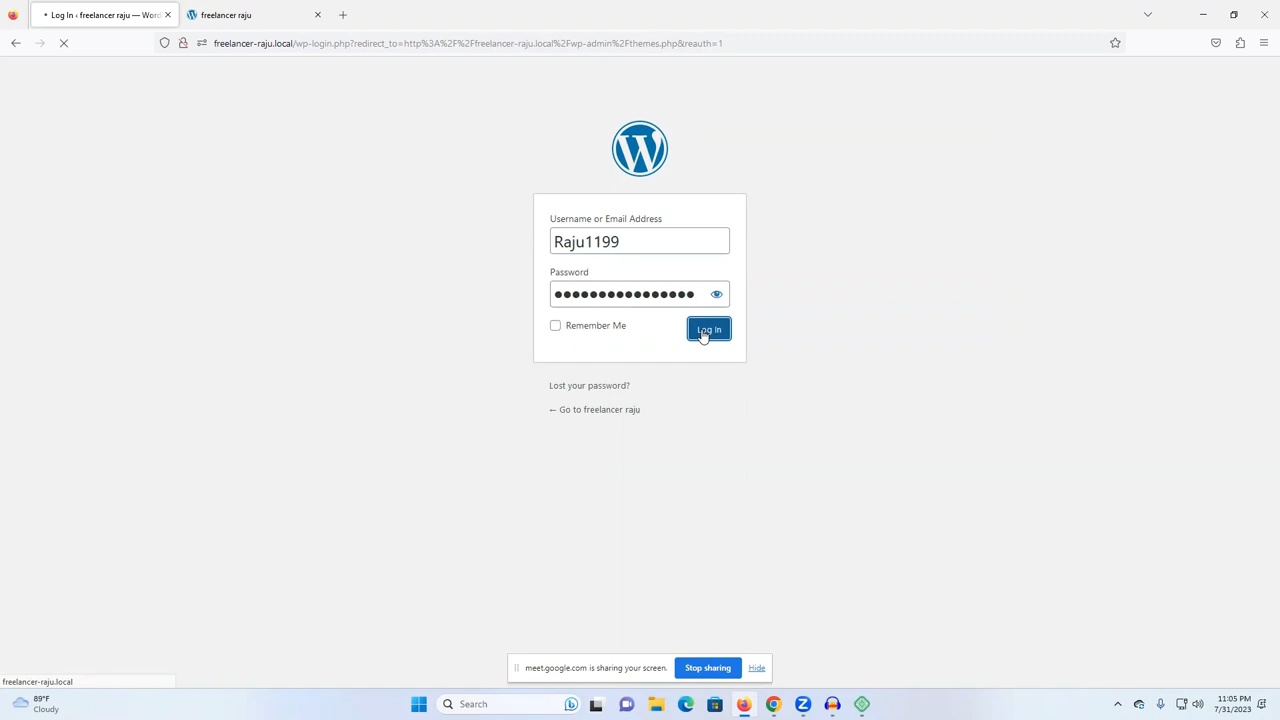 Log In ‹ freelancer raju — Word
freelancer raju
freelancer-raju.local/wp-login.php?redirect_to=http%3A%2F%2Ffreelancer-raju.local%2Fwp-admin%2Fthemes.php&reauth=1
Username or Email Address
Raju1199
Password
Remember Me
Log In
Lost your password?
← Go to freelancer raju
meet.google.com is sharing your screen.
Stop sharing
Hide
freelancer-raju.local
89°F
Cloudy
Search
11:05 PM
7/31/2023